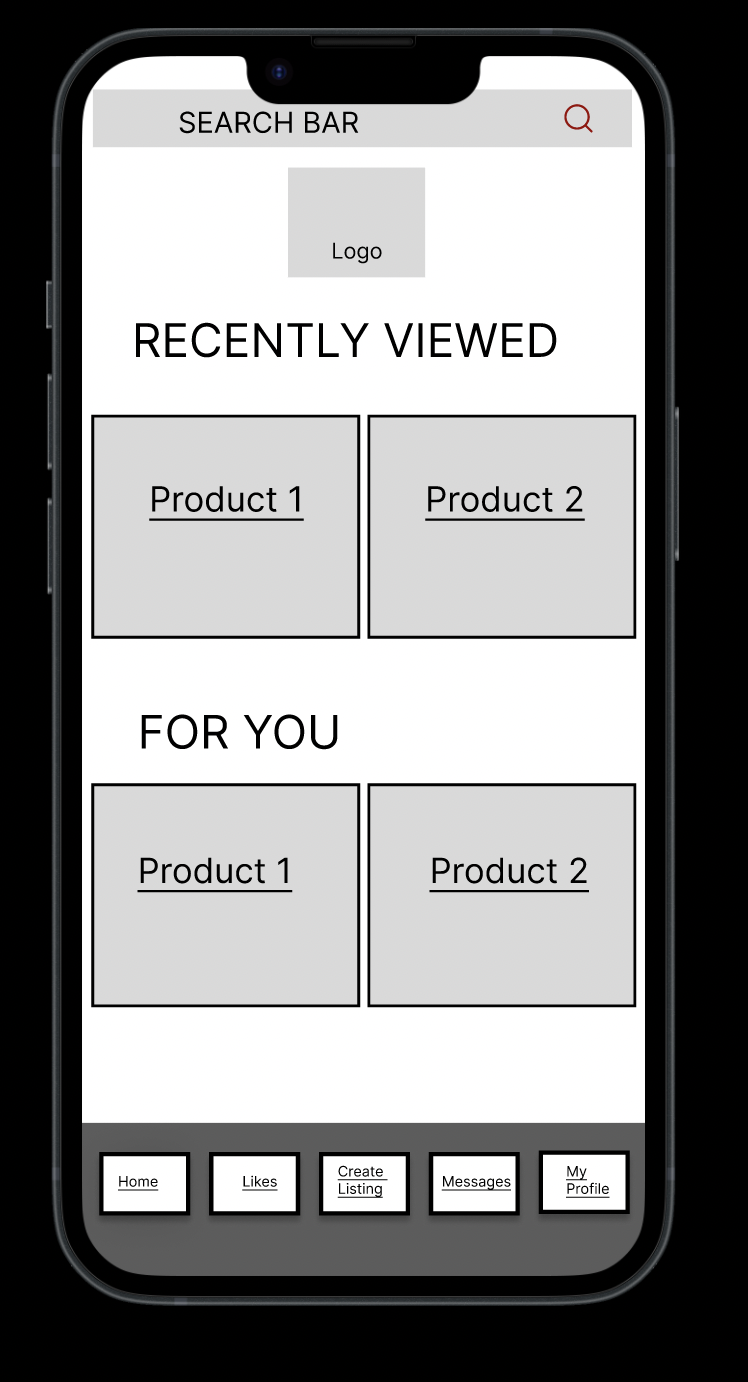 SEARCH BAR
Logo
RECENTLY VIEWED
Product 1
Product 2
FOR YOU
Product 1
Product 2
Home
Likes
Create
Listing
Messages
My
Profile